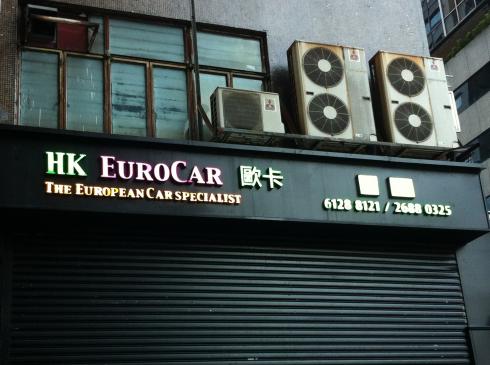 HK EUROCAR 歐卡
THE EUROPEAN CAR SPECIALIST
6128 8121 / 2688 0325